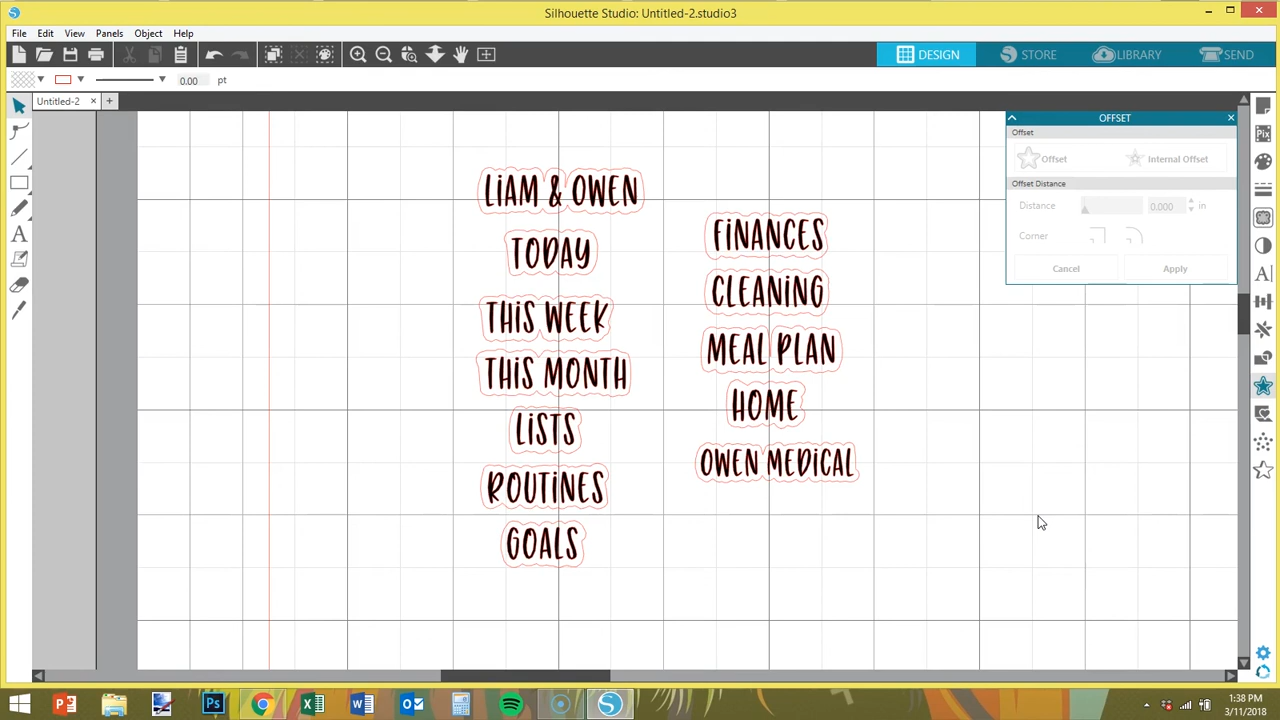 Silhouette Studio: Untitled-2.studio3
File Edit View Panels Object Help
DESIGN STORE LIBRARY SEND
0.00 pt
Untitled-2
OFFSET
Offset
Offset Internal Offset
Offset Distance
Distance 0.000 in
Corner
Cancel Apply
LiAM & OWEN
TODAY
THiS WEEK
THiS MONTH
LiSTS
ROUTiNES
GOALS
FiNANCES
CLEANiNG
MEAL PLAN
HOME
OWEN MEDiCAL
1:38 PM
3/11/2018